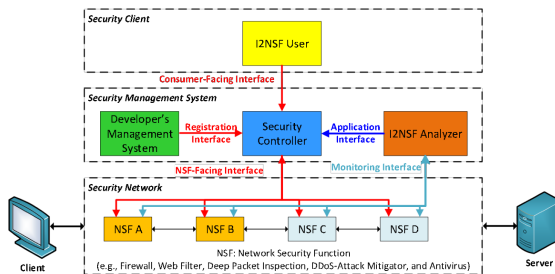 Security Client
I2NSF User
Consumer-Facing Interface
Security Management System
Developer's
Management
System
Registration
Interface
Security
Controller
Application
Interface
I2NSF Analyzer
NSF-Facing Interface
Monitoring Interface
Security Network
NSF A
NSF B
NSF C
NSF D
Client
Server
NSF: Network Security Function
(e.g., Firewall, Web Filter, Deep Packet Inspection, DDoS-Attack Mitigator, and Antivirus)